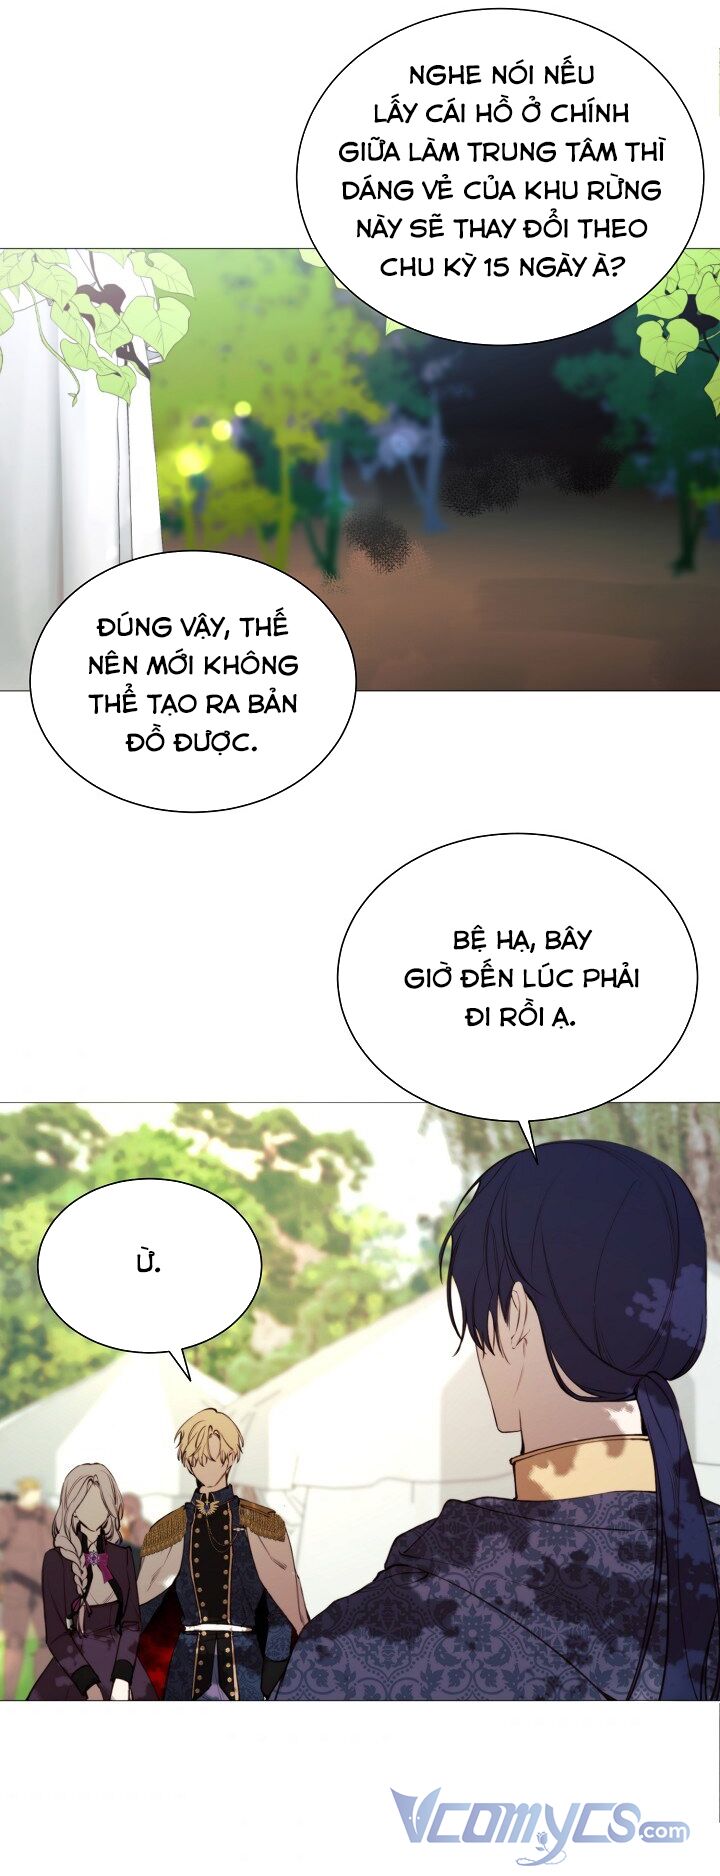 NGHE NÓI NẾU
LẤY CÁI HỒ Ở CHÍNH
GIỮA LÀM TRUNG TÂM THÌ
DÁNG VẺ CỦA KHU RỪNG
NÀY SẼ THAY ĐỔI THEO
CHU KỲ 15 NGÀY À?
ĐÚNG VẬY, THẾ
NÊN MỚI KHÔNG
THỂ TẠO RA BẢN
ĐỒ ĐƯỢC.
BỆ HẠ, BÂY
GIỜ ĐẾN LÚC PHẢI
ĐI RỒI Ạ.
Ừ.
VCOMYCS.com